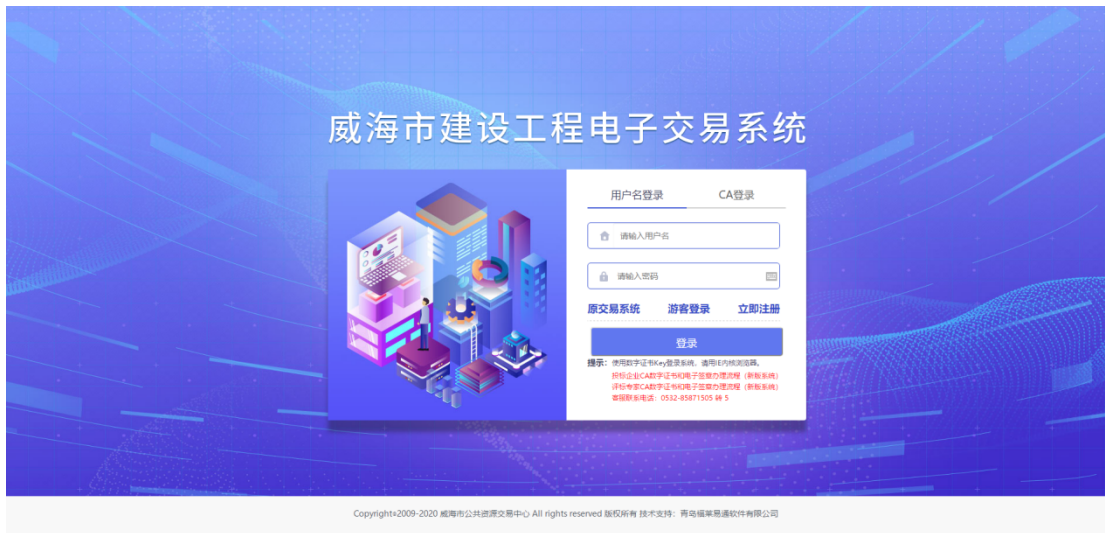 威海市建设工程电子交易系统
用户名登录 CA登录
请输入用户名
请输入密码
原交易系统 游客登录 立即注册
登录
提示：使用数字证书Key登录系统，请用IE内核浏览器。
投标企业CA数字证书和电子签章办理流程（新版系统）
评标专家CA数字证书和电子签章办理流程（新版系统）
客服联系电话：0532-85871505 转 5
Copyright©2009-2020 威海市公共资源交易中心 All rights reserved 版权所有 技术支持：青岛福莱易通软件有限公司